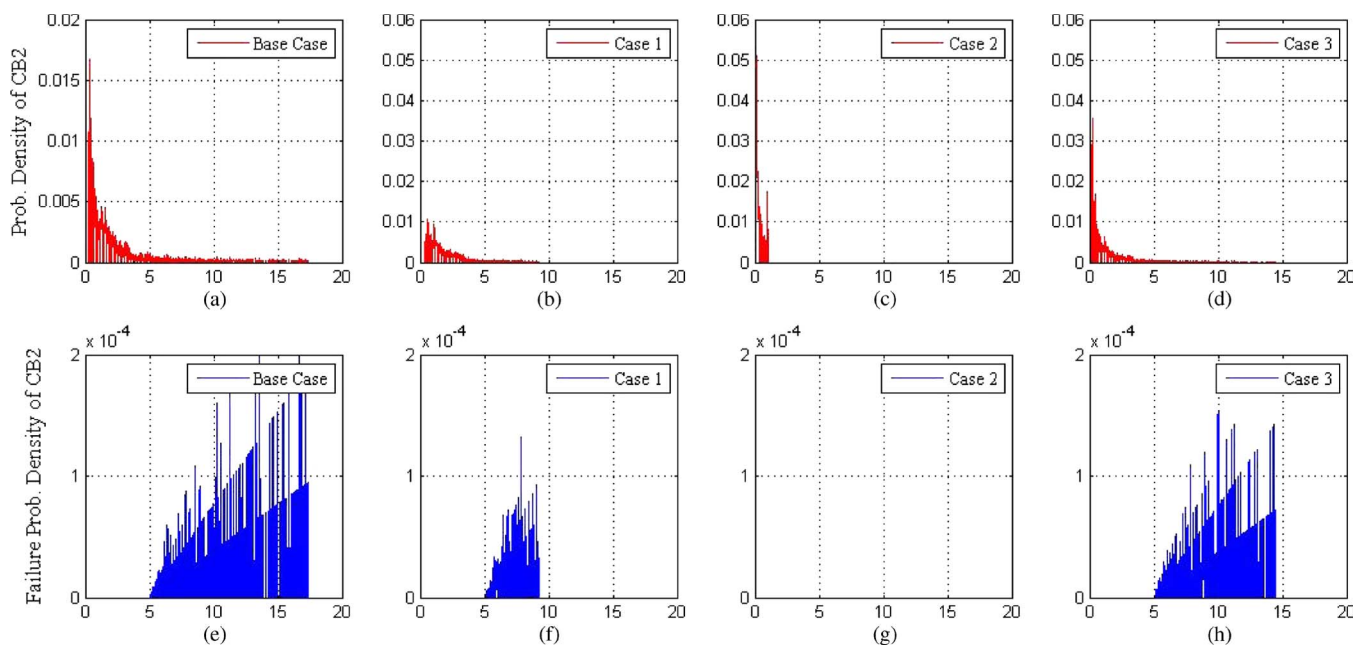 Prob. Density of CB2
0.02
0.015
0.01
0.005
0
0 5 10 15 20
Base Case
(a)
0.06
0.05
0.04
0.03
0.02
0.01
0
0 5 10 15 20
Case 1
(b)
0.06
0.05
0.04
0.03
0.02
0.01
0
0 5 10 15 20
Case 2
(c)
0.06
0.05
0.04
0.03
0.02
0.01
0
0 5 10 15 20
Case 3
(d)
Failure Prob. Density of CB2
x 10-4
2
1
0
0 5 10 15 20
Base Case
(e)
x 10-4
2
1
0
0 5 10 15 20
Case 1
(f)
x 10-4
2
1
0
0 5 10 15 20
Case 2
(g)
x 10-4
2
1
0
0 5 10 15 20
Case 3
(h)